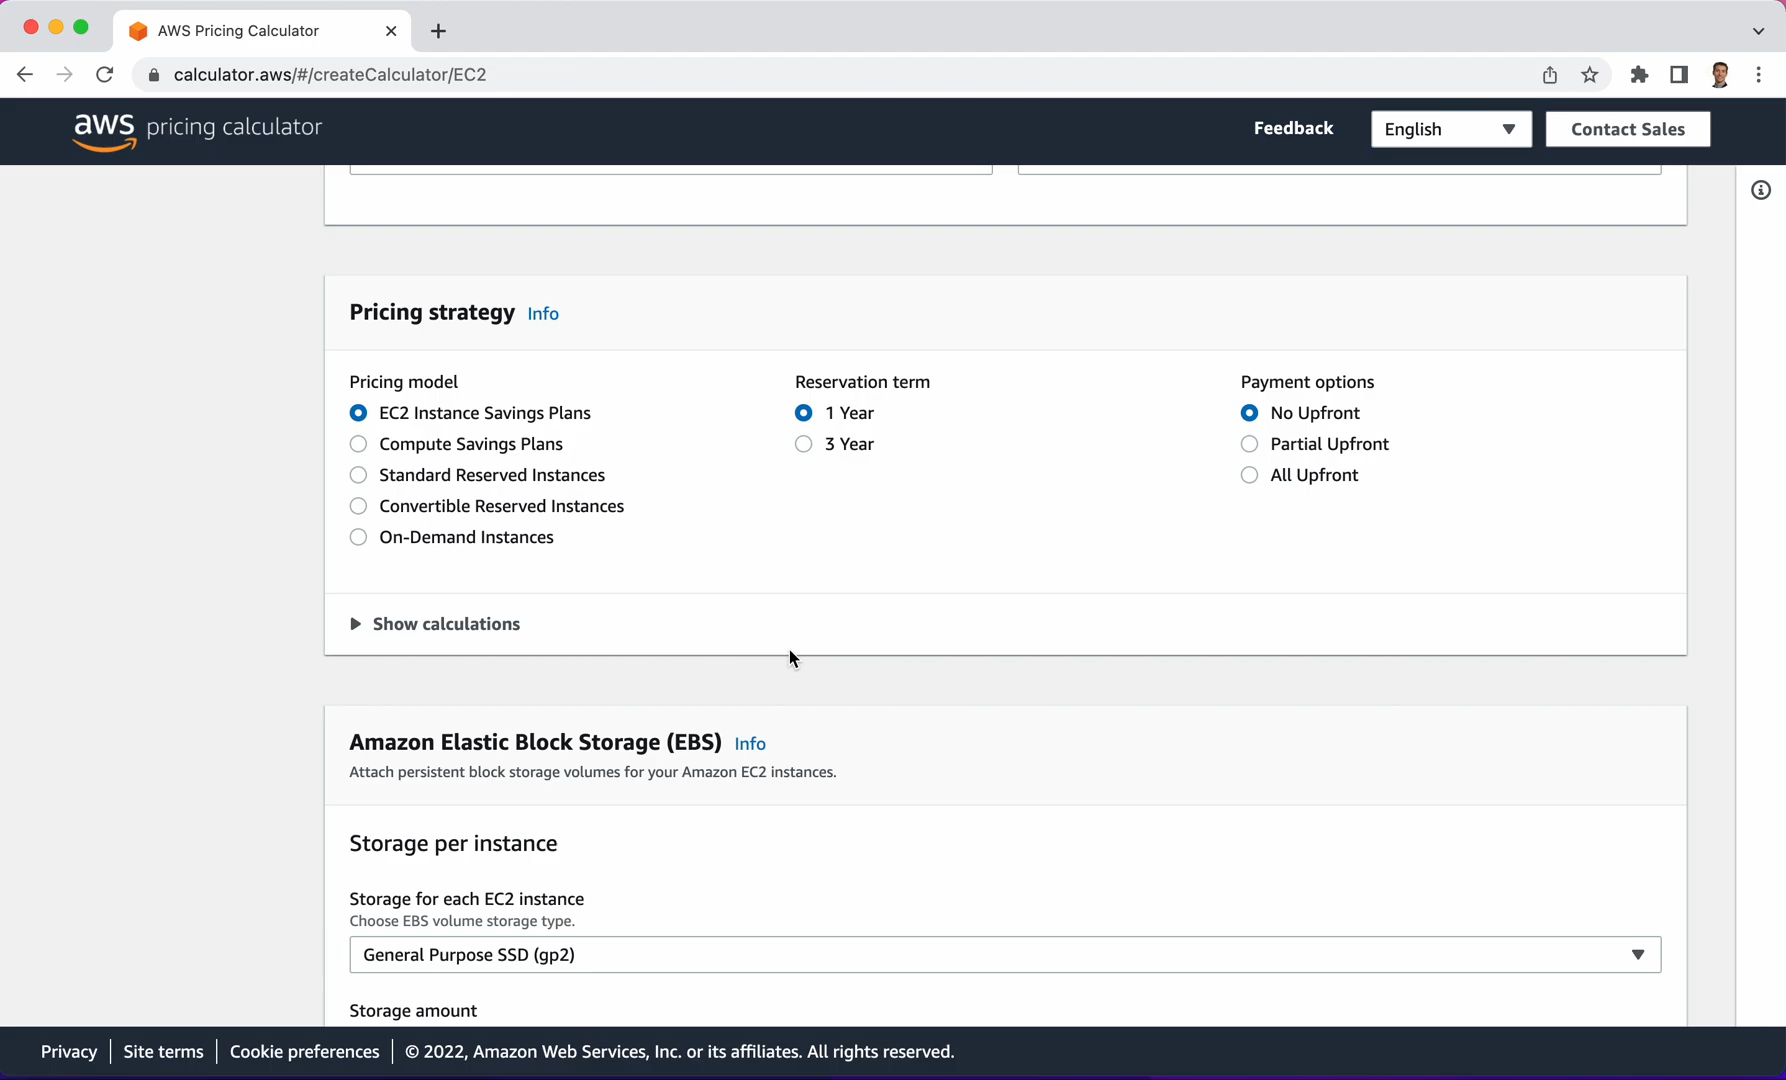 AWS Pricing Calculator
calculator.aws/#/createCalculator/EC2
aws pricing calculator
Feedback
English
Contact Sales
Pricing strategy Info
Pricing model
EC2 Instance Savings Plans
Compute Savings Plans
Standard Reserved Instances
Convertible Reserved Instances
On-Demand Instances
Reservation term
1 Year
3 Year
Payment options
No Upfront
Partial Upfront
All Upfront
Show calculations
Amazon Elastic Block Storage (EBS) Info
Attach persistent block storage volumes for your Amazon EC2 instances.
Storage per instance
Storage for each EC2 instance
Choose EBS volume storage type.
General Purpose SSD (gp2)
Storage amount
Privacy | Site terms | Cookie preferences | © 2022, Amazon Web Services, Inc. or its affiliates. All rights reserved.